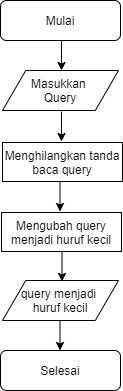 Mulai
Masukkan
Query
Menghilangkan tanda
baca query
Mengubah query
menjadi huruf kecil
query menjadi
huruf kecil
Selesai